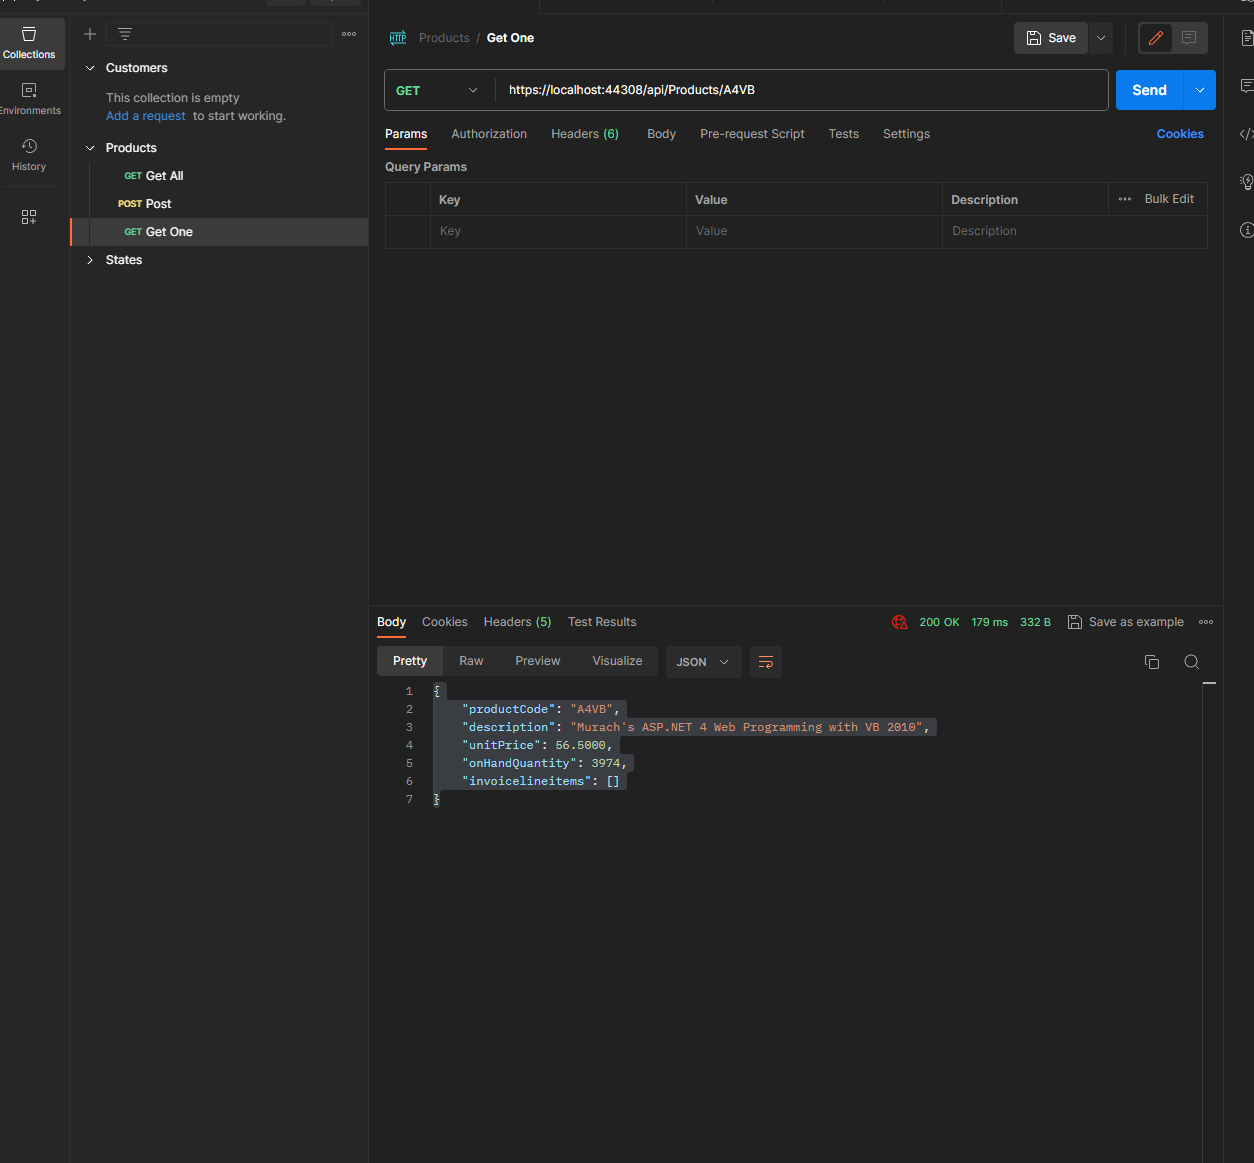 Collections
Environments
History
Customers
This collection is empty
Add a request to start working.
Products
GET Get All
POST Post
GET Get One
States
HTTP Products / Get One
Save
GET https://localhost:44308/api/Products/A4VB
Send
Params Authorization Headers (6) Body Pre-request Script Tests Settings Cookies
Query Params
Key Value Description Bulk Edit
Key Value Description
Body Cookies Headers (5) Test Results 200 OK 179 ms 332 B Save as example
Pretty Raw Preview Visualize JSON
1 {
2 "productCode": "A4VB",
3 "description": "Murach's ASP.NET 4 Web Programming with VB 2010",
4 "unitPrice": 56.5000,
5 "onHandQuantity": 3974,
6 "invoicelineitems": []
7 }